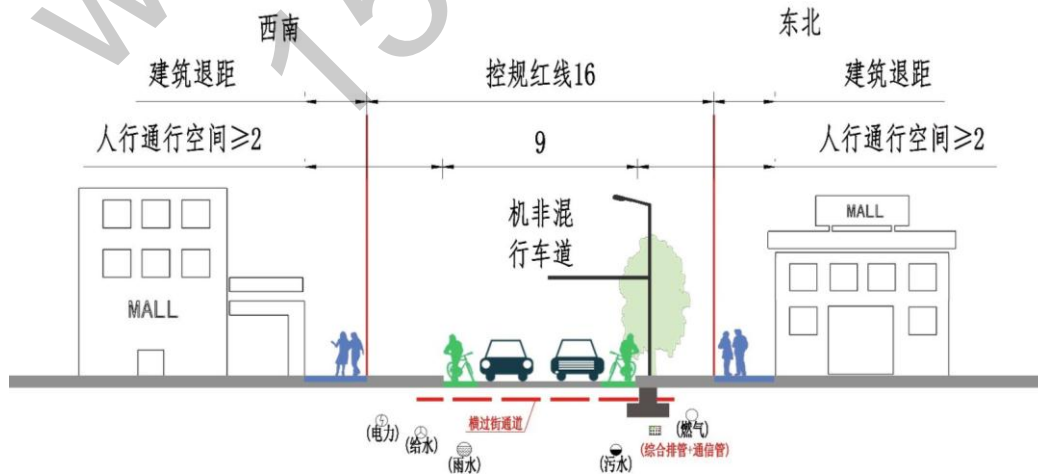 西南
东北
建筑退距
控规红线16
建筑退距
人行通行空间≥2
9
人行通行空间≥2
机非混
行车道
MALL
MALL
横过街通道
(电力)
(给水)
(雨水)
(污水)
(燃气)
(综合排管+通信管)
15